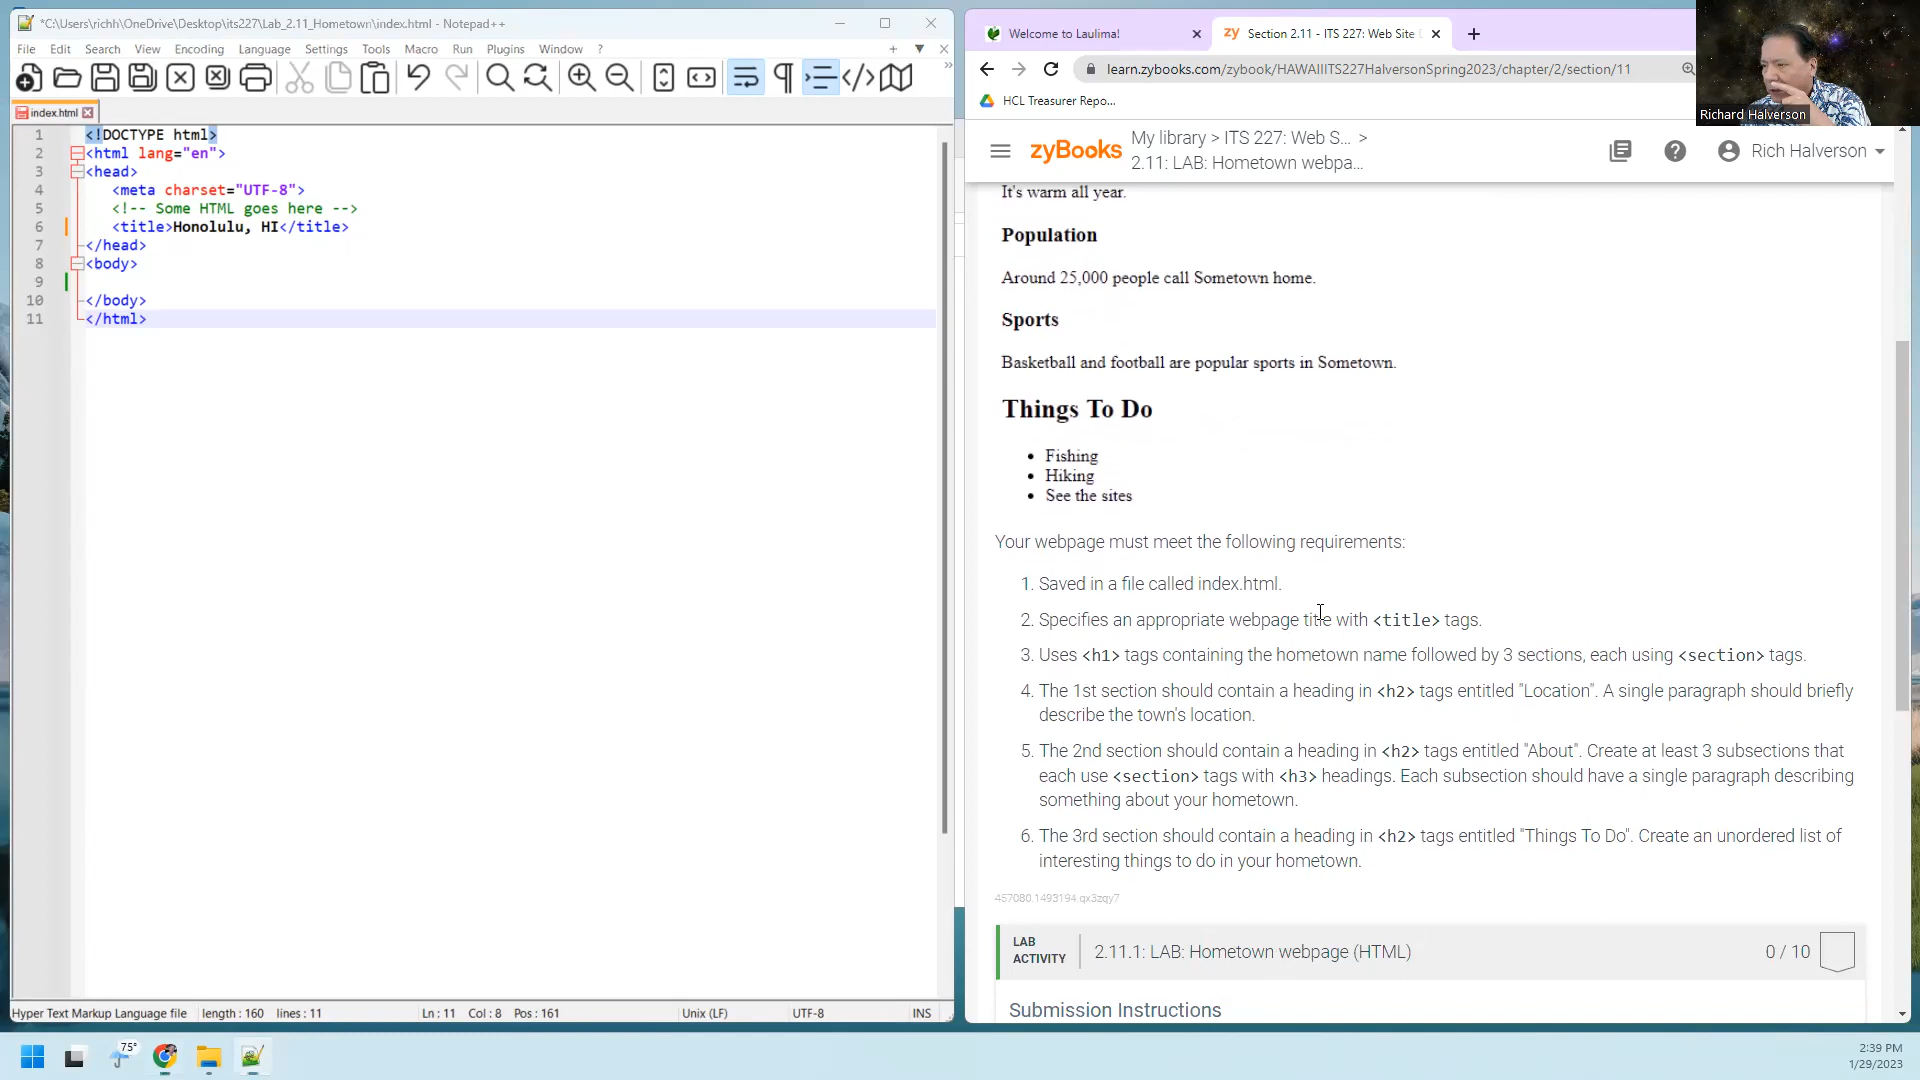 *C:\Users\richh\OneDrive\Desktop\its227\Lab_2.11_Hometown\index.html - Notepad++
File Edit Search View Encoding Language Settings Tools Macro Run Plugins Window ?
index.html
1 <!DOCTYPE html>
2 <html lang="en">
3 <head>
4 <meta charset="UTF-8">
5 <!-- Some HTML goes here -->
6 <title>Honolulu, HI</title>
7 </head>
8 <body>
9
10 </body>
11 </html>
Hyper Text Markup Language file length : 160 lines : 11 Ln : 11 Col : 8 Pos : 161 Unix (LF) UTF-8 INS
Welcome to Laulima!
zy Section 2.11 - ITS 227: Web Site
learn.zybooks.com/zybook/HAWAIIITS227HalversonSpring2023/chapter/2/section/11
HCL Treasurer Repo...
Richard Halverson
zyBooks
My library > ITS 227: Web S... >
2.11: LAB: Hometown webpa...
Rich Halverson
It's warm all year.
Population
Around 25,000 people call Sometown home.
Sports
Basketball and football are popular sports in Sometown.
Things To Do
• Fishing
• Hiking
• See the sites
Your webpage must meet the following requirements:
1. Saved in a file called index.html.
2. Specifies an appropriate webpage title with <title> tags.
3. Uses <h1> tags containing the hometown name followed by 3 sections, each using <section> tags.
4. The 1st section should contain a heading in <h2> tags entitled "Location". A single paragraph should briefly
describe the town's location.
5. The 2nd section should contain a heading in <h2> tags entitled "About". Create at least 3 subsections that
each use <section> tags with <h3> headings. Each subsection should have a single paragraph describing
something about your hometown.
6. The 3rd section should contain a heading in <h2> tags entitled "Things To Do". Create an unordered list of
interesting things to do in your hometown.
457080.1493194.qx3zqy7
LAB
ACTIVITY
2.11.1: LAB: Hometown webpage (HTML)
0 / 10
Submission Instructions
75°
2:39 PM
1/29/2023